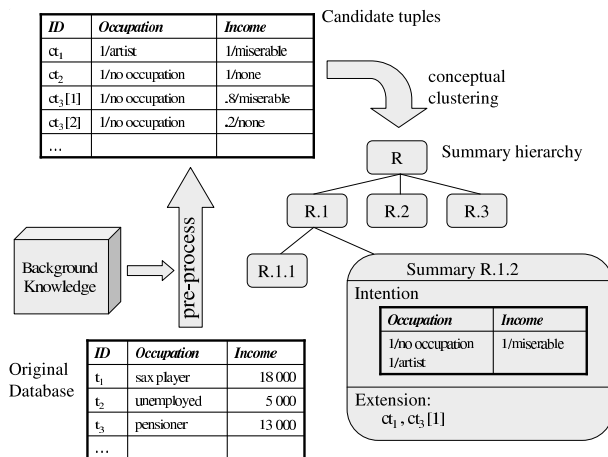 Candidate tuples
ID Occupation Income
ct1 1/artist 1/miserable
ct2 1/no occupation 1/none
ct3[1] 1/no occupation .8/miserable
ct3[2] 1/no occupation .2/none
...
conceptual
clustering
Summary hierarchy
R
R.1 R.2 R.3
R.1.1
Background
Knowledge
pre-process
Summary R.1.2
Intention
Occupation Income
1/no occupation 1/miserable
1/artist
Extension:
ct1, ct3[1]
Original
Database
ID Occupation Income
t1 sax player 18 000
t2 unemployed 5 000
t3 pensioner 13 000
...